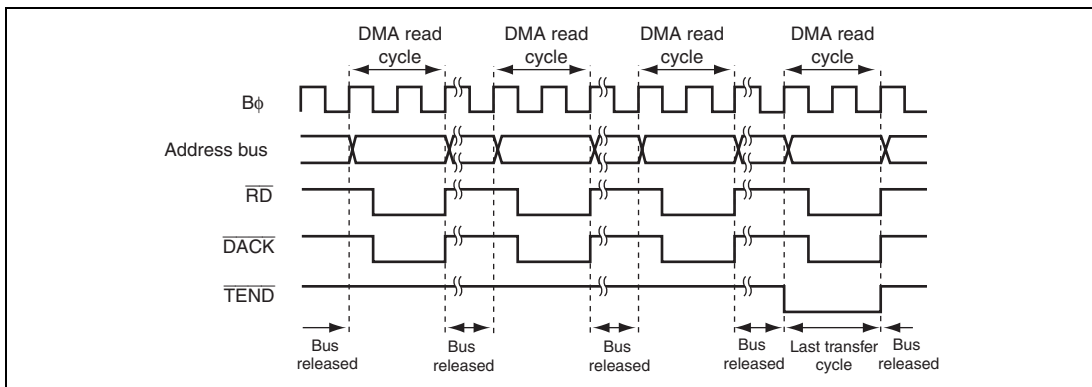 DMA read cycle
DMA read cycle
DMA read cycle
DMA read cycle
Bϕ
Address bus
RD
DACK
TEND
Bus released
Bus released
Bus released
Bus released
Last transfer cycle
Bus released